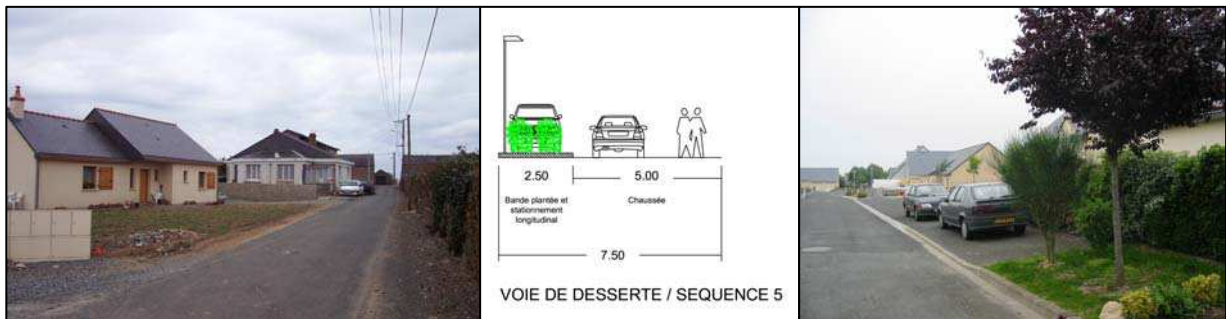 2.50
5.00
Bande plantée et
stationnement
longitudinal
Chaussée
7.50
VOIE DE DESSERTE / SEQUENCE 5